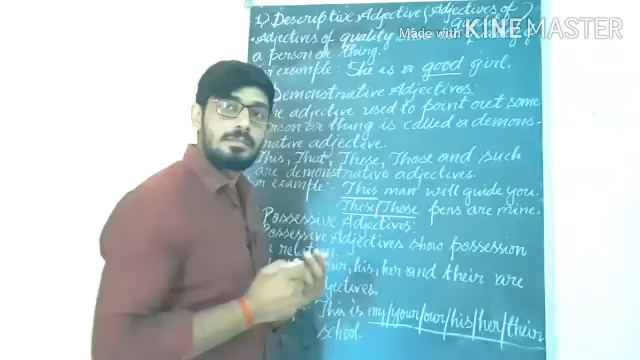 1) Descriptive Adjective (Adjectives of quality)
Adjectives of quality
Made with KINEMASTER
a person or thing.
example: She is a good girl.
Demonstrative Adjectives:
adjective used to point out some
person or thing is called a demons-
trative adjective.
This, That, These, Those and such
are demonstrative adjectives.
example:- This man will guide you.
These/Those pens are mine.
Possessive Adjectives:
Possessive Adjectives show possession
relation.
his, her and their are
This is my/your/our/his/her/their
school.